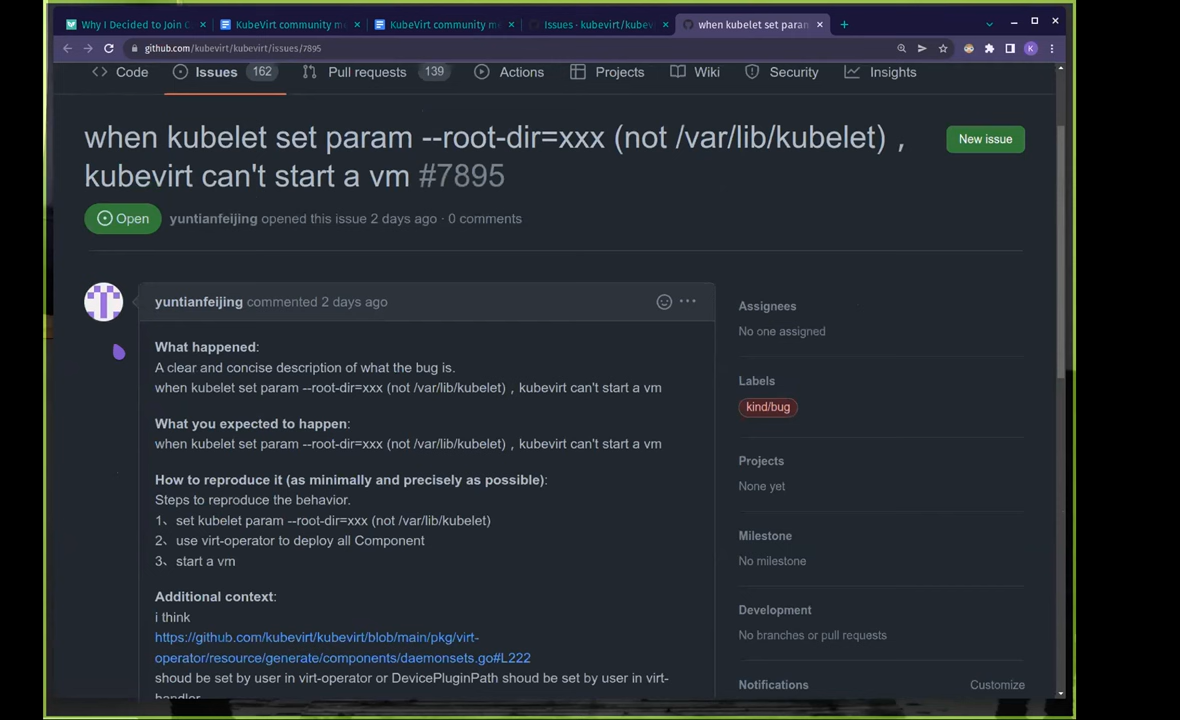 Why I Decided to Join C
KubeVirt community m
KubeVirt community m
Issues · kubevirt/kubev
when kubelet set param
github.com/kubevirt/kubevirt/issues/7895
K
Code
Issues 162
Pull requests 139
Actions
Projects
Wiki
Security
Insights
when kubelet set param --root-dir=xxx (not /var/lib/kubelet) ,
kubevirt can't start a vm #7895
New issue
Open
yuntianfeijing opened this issue 2 days ago · 0 comments
yuntianfeijing commented 2 days ago
What happened:
A clear and concise description of what the bug is.
when kubelet set param --root-dir=xxx (not /var/lib/kubelet) , kubevirt can't start a vm
What you expected to happen:
when kubelet set param --root-dir=xxx (not /var/lib/kubelet) , kubevirt can't start a vm
How to reproduce it (as minimally and precisely as possible):
Steps to reproduce the behavior.
1、 set kubelet param --root-dir=xxx (not /var/lib/kubelet)
2、 use virt-operator to deploy all Component
3、 start a vm
Additional context:
i think
https://github.com/kubevirt/kubevirt/blob/main/pkg/virt-
operator/resource/generate/components/daemonsets.go#L222
shoud be set by user in virt-operator or DevicePluginPath shoud be set by user in virt-
handler
Assignees
No one assigned
Labels
kind/bug
Projects
None yet
Milestone
No milestone
Development
No branches or pull requests
Notifications
Customize